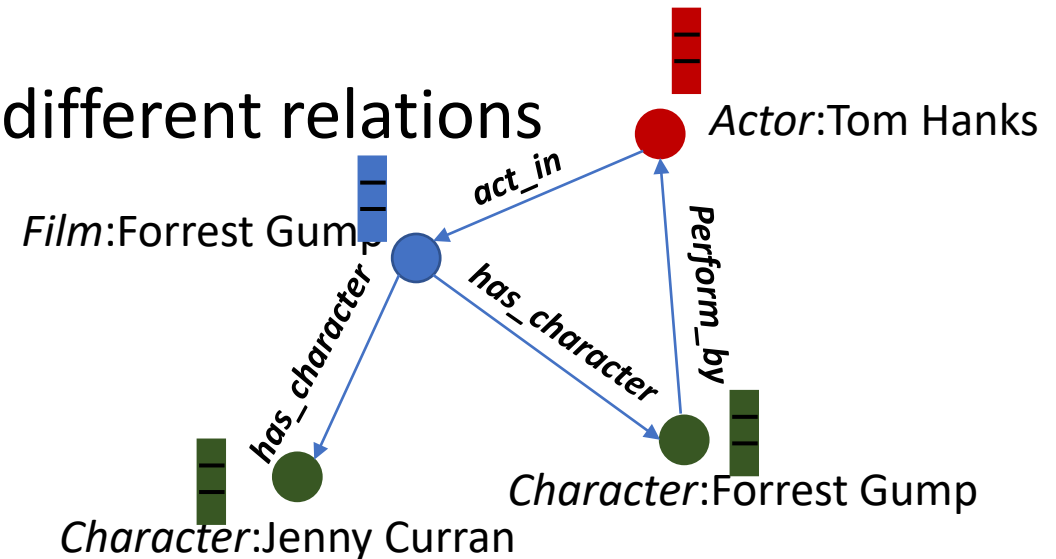 different relations
Actor:Tom Hanks
act_in
Film:Forrest Gump
Perform_by
has_character
has_character
Character:Forrest Gump
Character:Jenny Curran